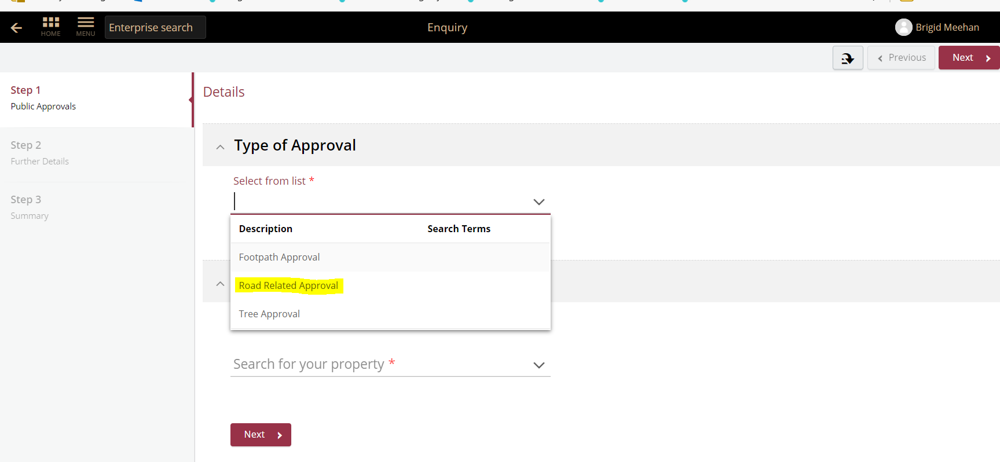 HOME
MENU
Enterprise search
Enquiry
Brigid Meehan
Previous
Next
Step 1
Public Approvals
Step 2
Further Details
Step 3
Summary
Details
Type of Approval
Select from list *
Description Search Terms
Footpath Approval
Road Related Approval
Tree Approval
Search for your property *
Next